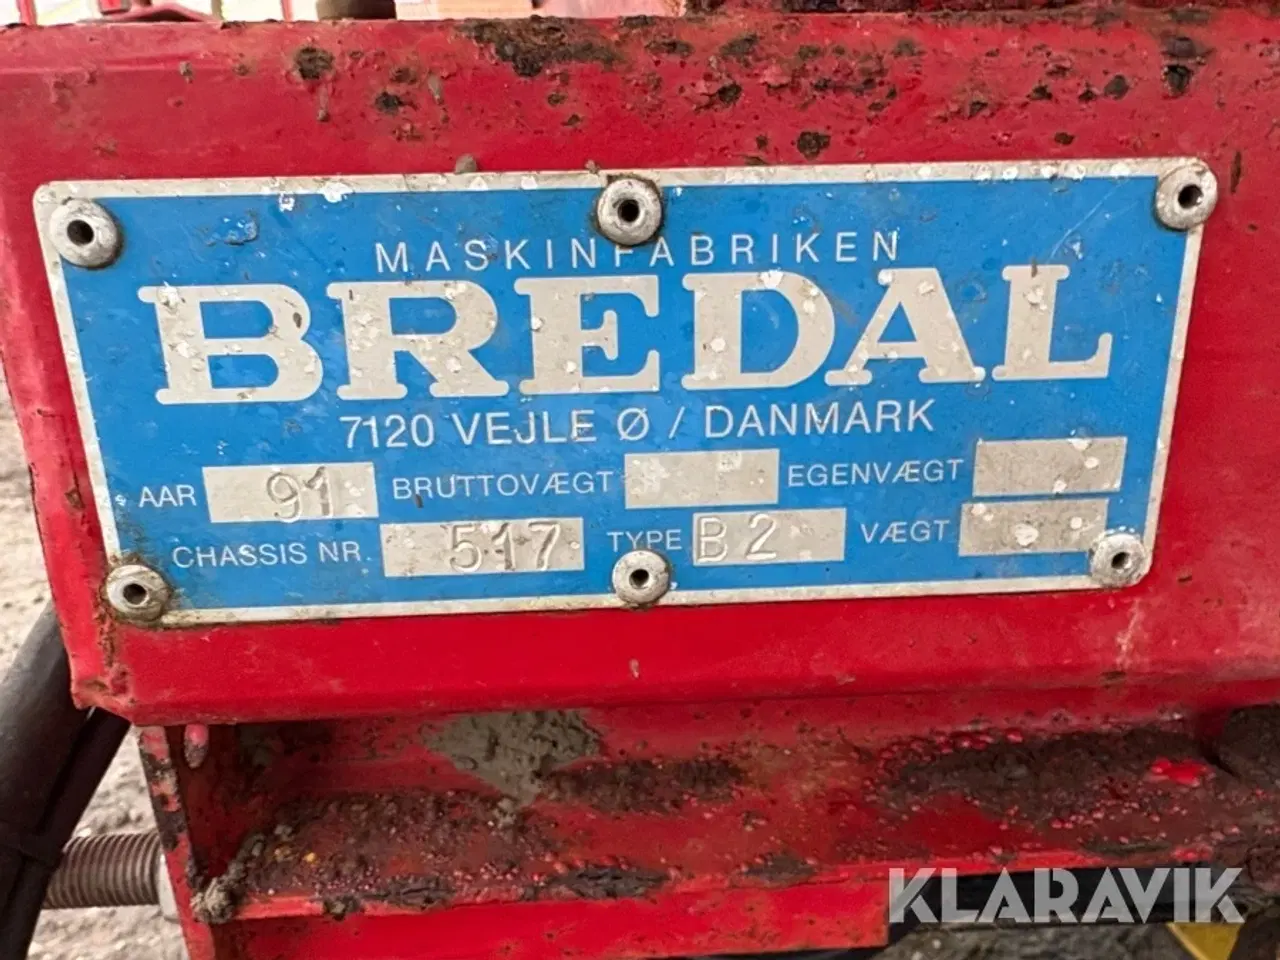 MASKINFABRIKEN
BREDAL
7120 VEJLE Ø / DANMARK
AAR 91 BRUTTOVÆGT EGENVÆGT
CHASSIS NR. 517 TYPE B2 VÆGT
KLARAVIK